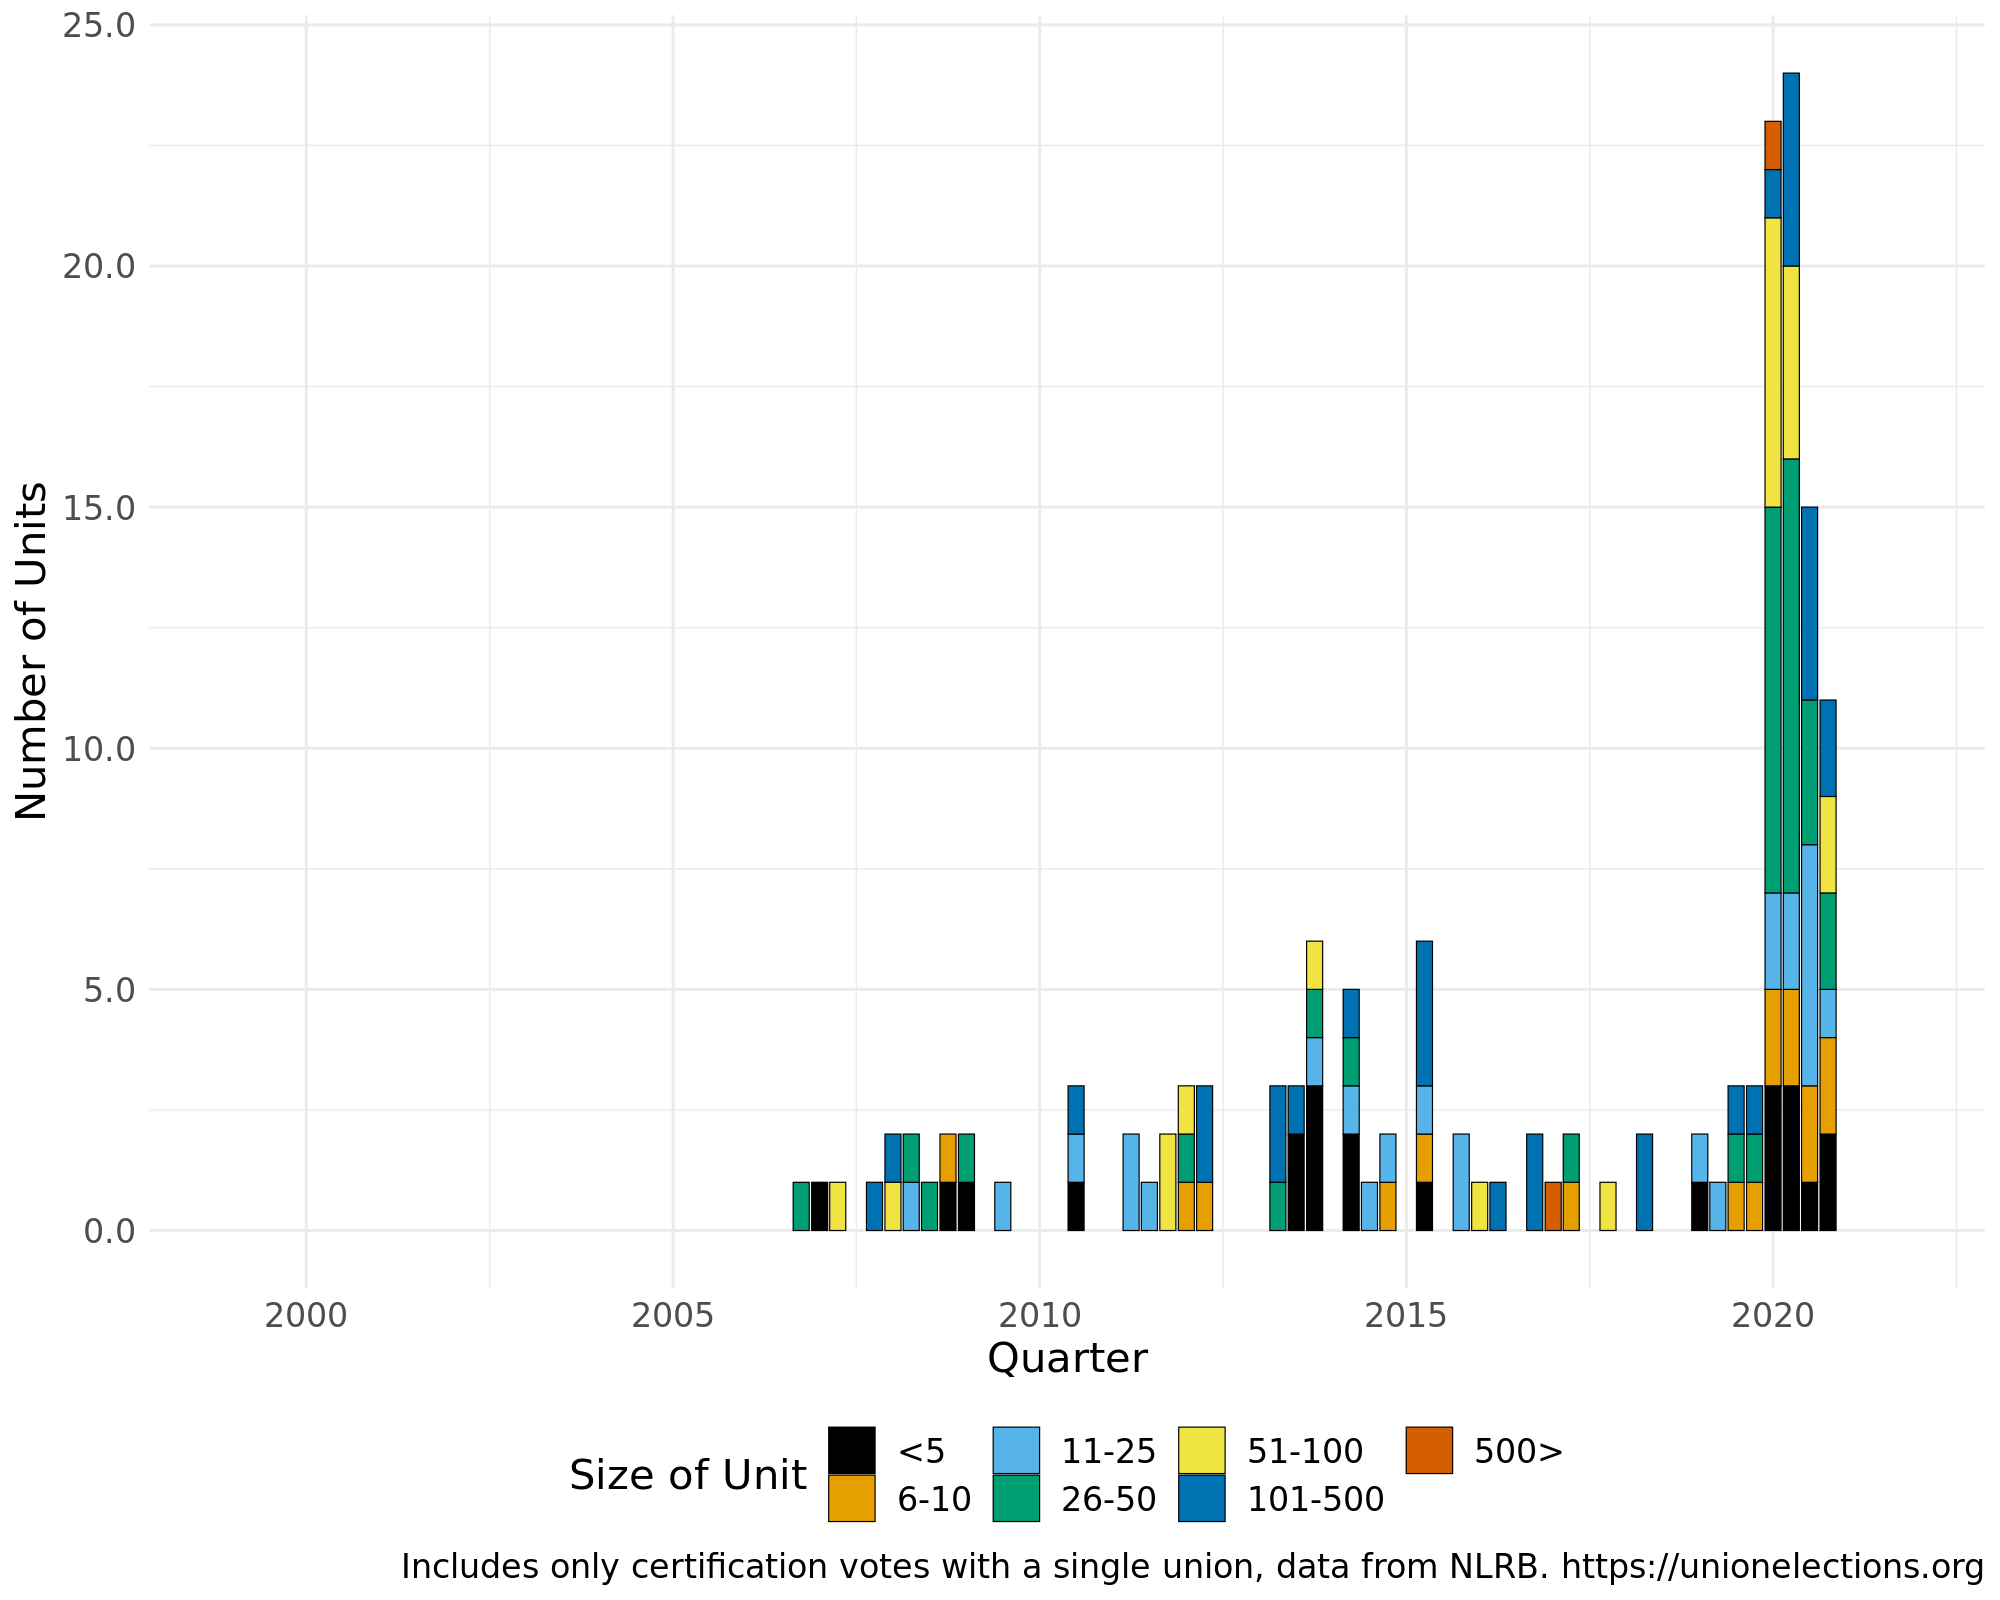 25.0
20.0
15.0
10.0
5.0
0.0
Number of Units
2000 2005 2010 2015 2020
Quarter
Size of Unit
<5 11-25 51-100 500>
6-10 26-50 101-500
Includes only certification votes with a single union, data from NLRB. https://unionelections.org